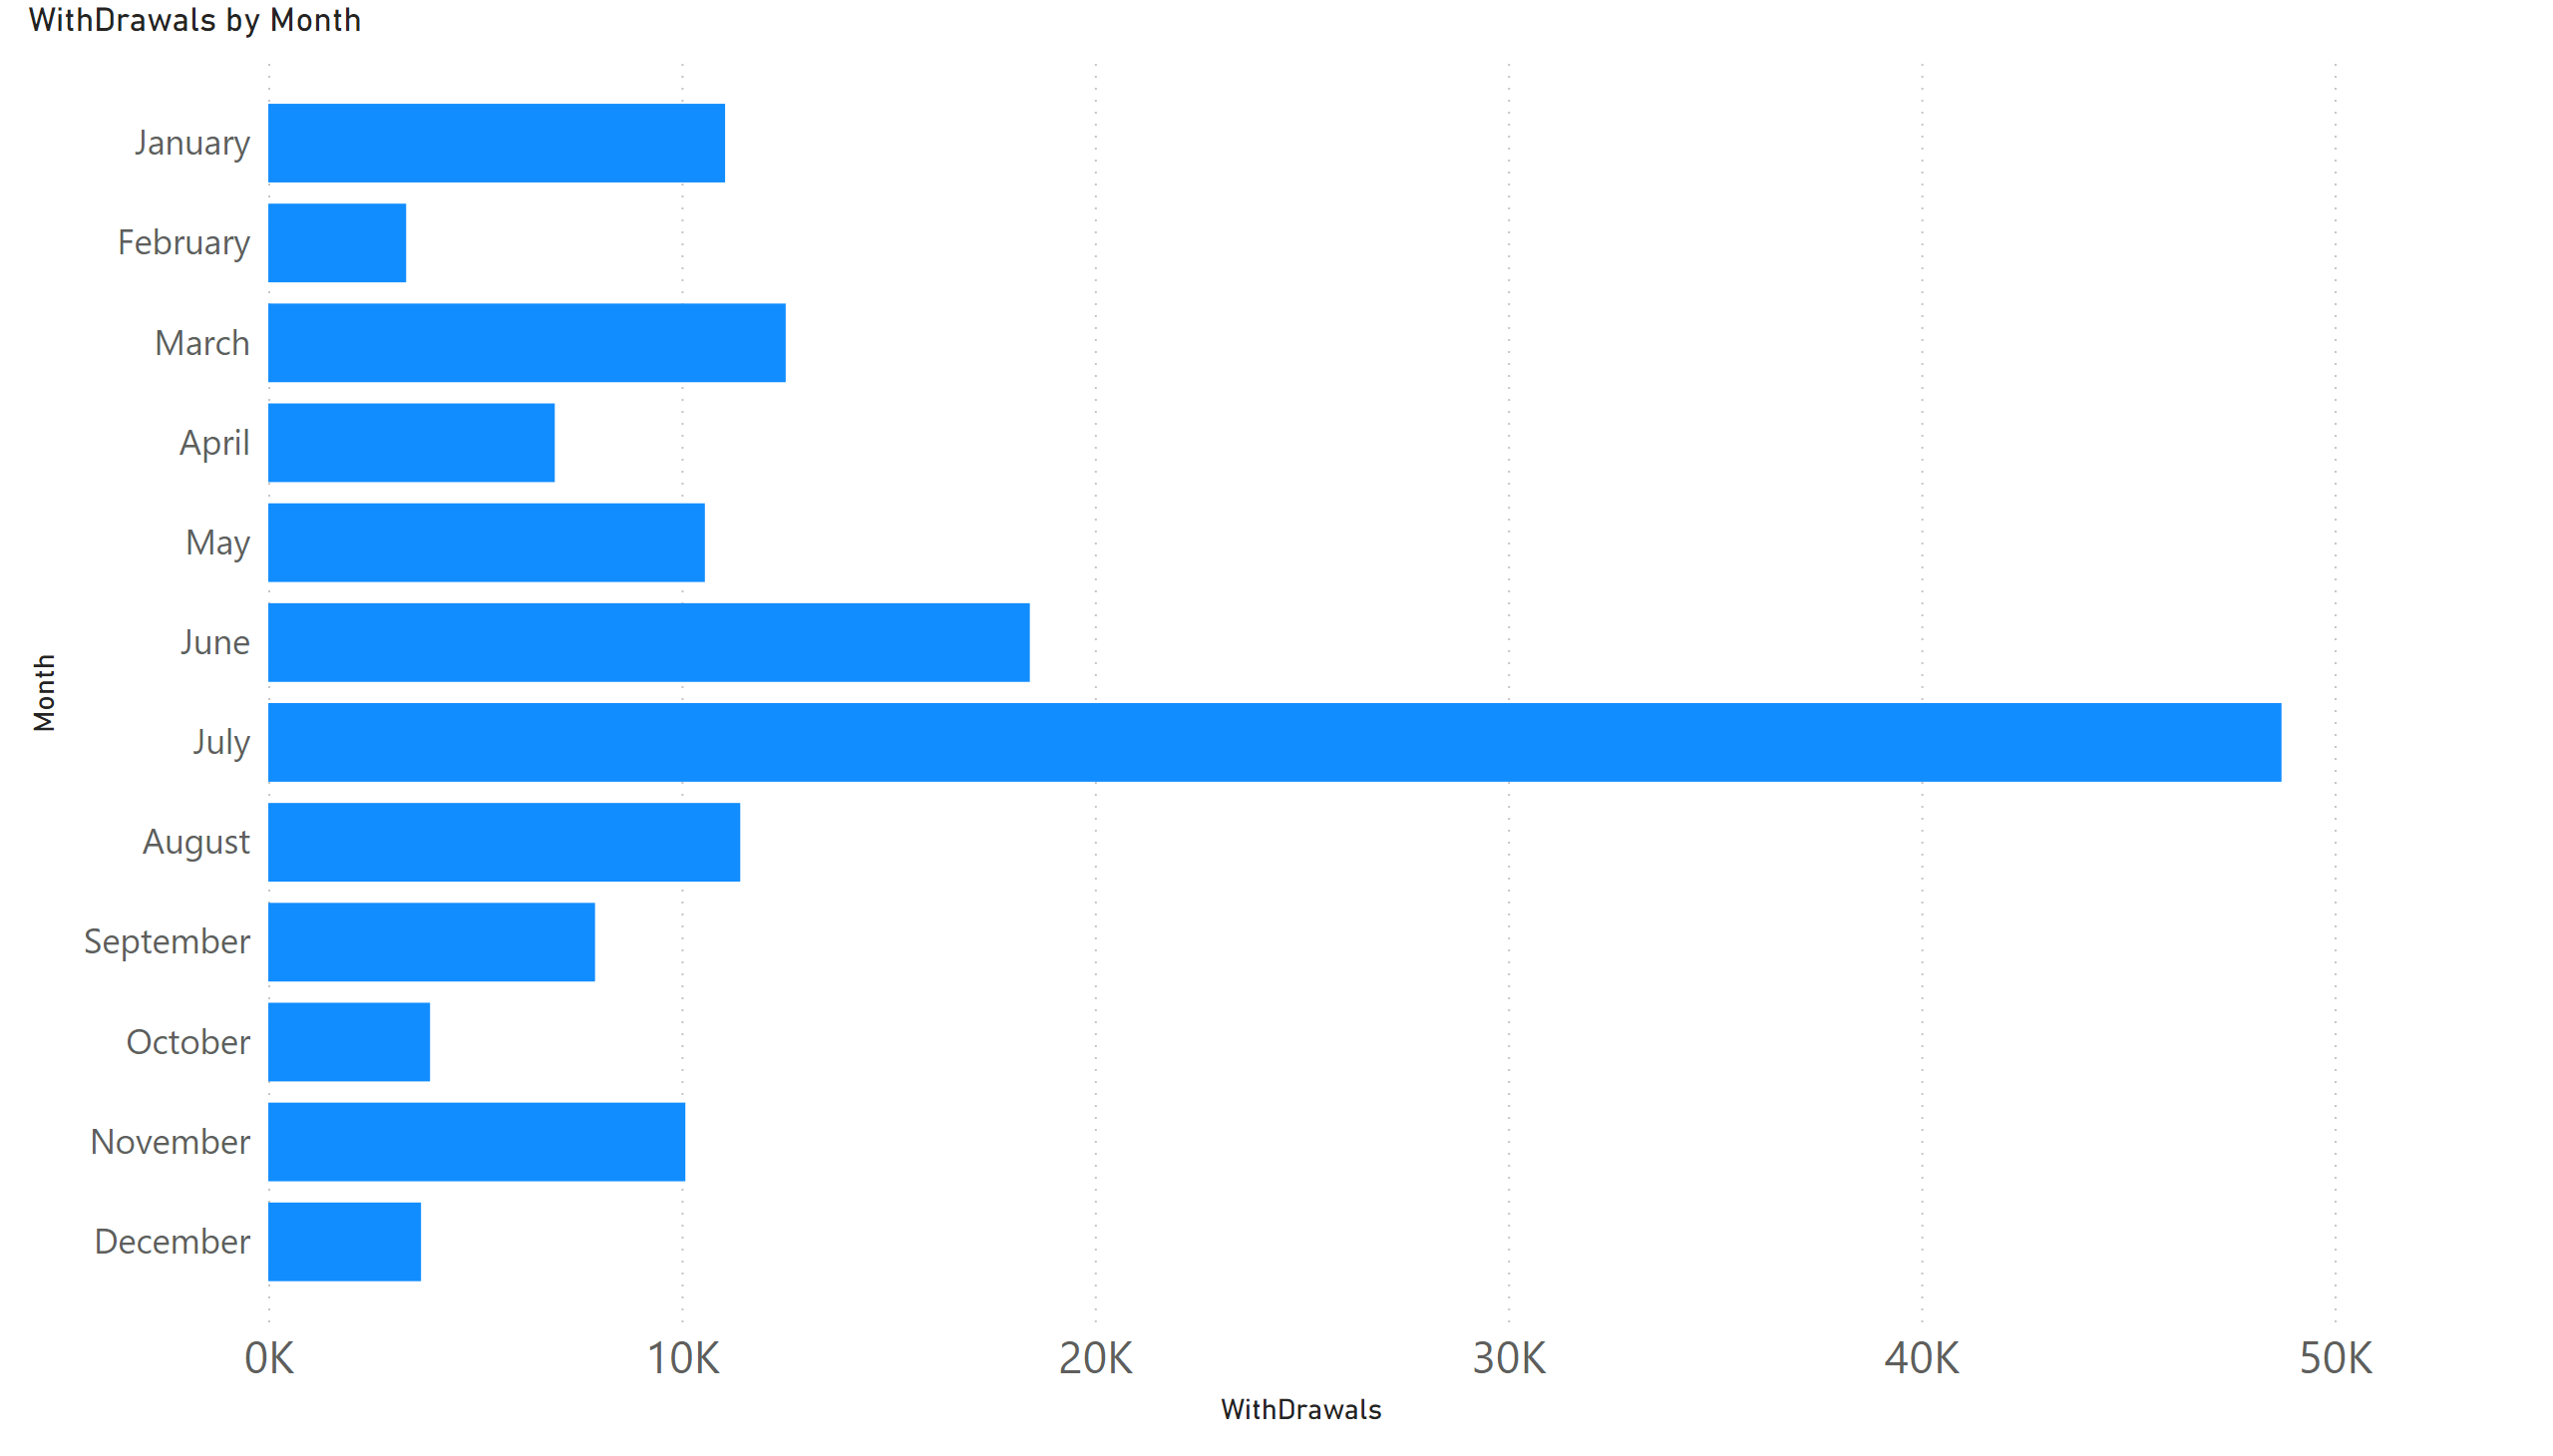 WithDrawals by Month
January
February
March
April
May
June
July
August
September
October
November
December
Month
0K 10K 20K 30K 40K 50K
WithDrawals